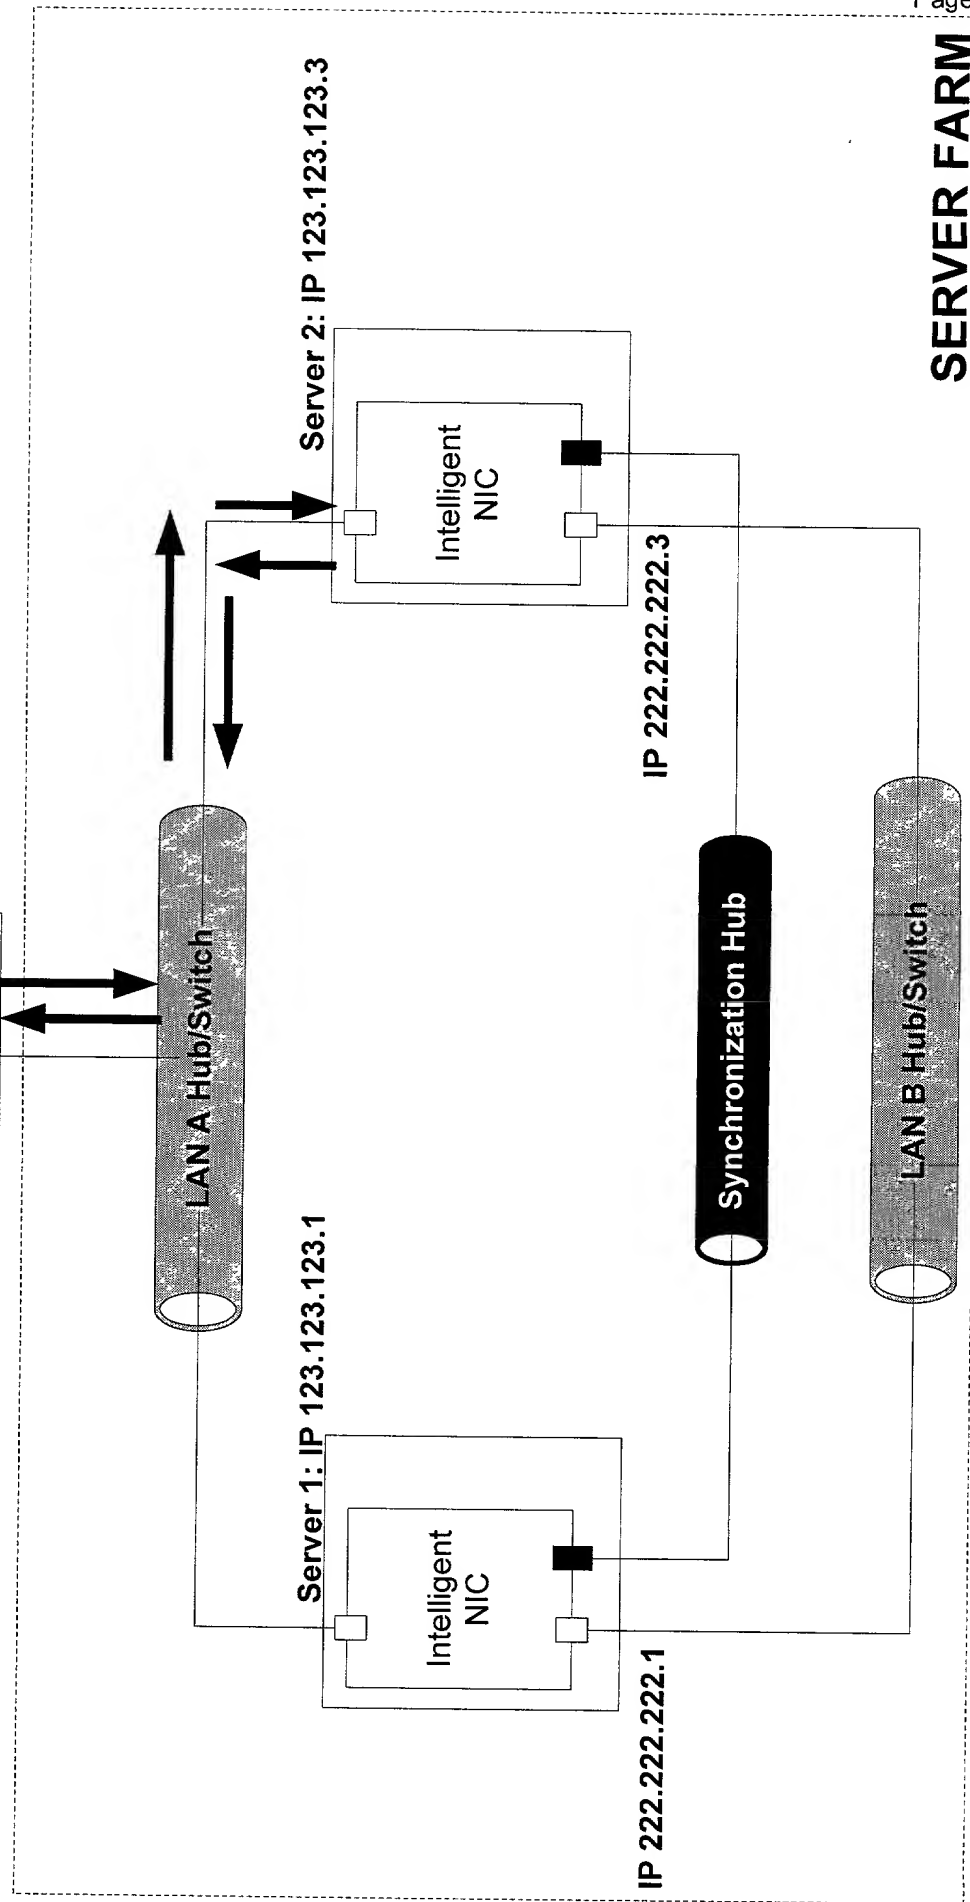 Page
SERVER FARM
Server 2: IP 123.123.123.3
Intelligent
NIC
IP 222.222.222.3
LAN A Hub/Switch
Synchronization Hub
LAN B Hub/Switch
Server 1: IP 123.123.123.1
Intelligent
NIC
IP 222.222.222.1